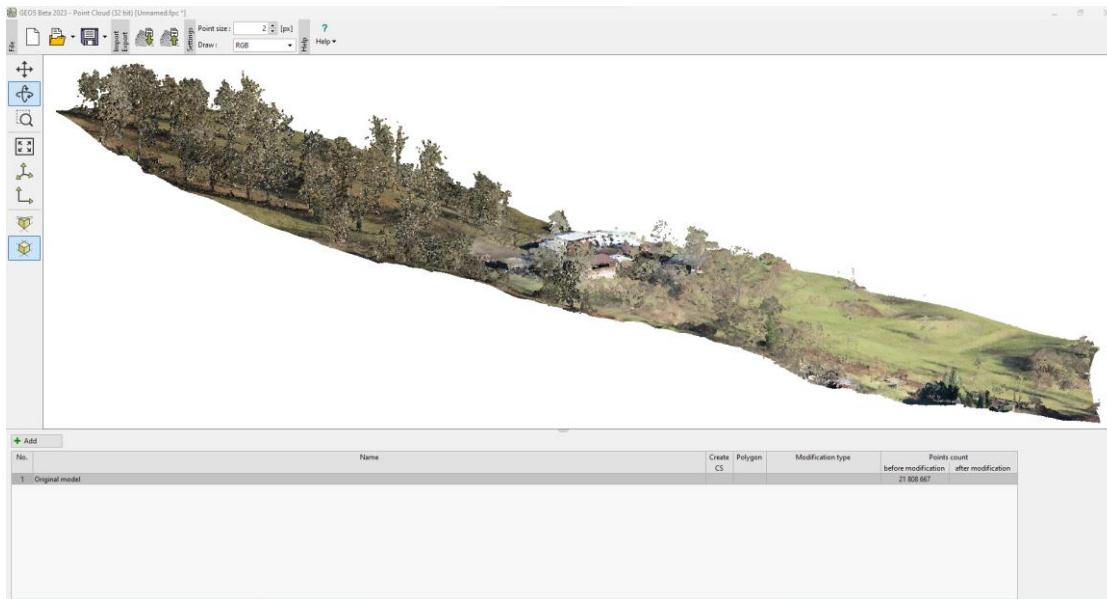 GEO5 Beta 2023 - Point Cloud (32 bit) [Unnamed.fpc *]
File
Import
Export
Settings
Point size : 2 [px]
Draw : RGB
Help
?
Help
Add
No. Name Create CS Polygon Modification type Points count
before modification after modification
1 Original model 21 808 667